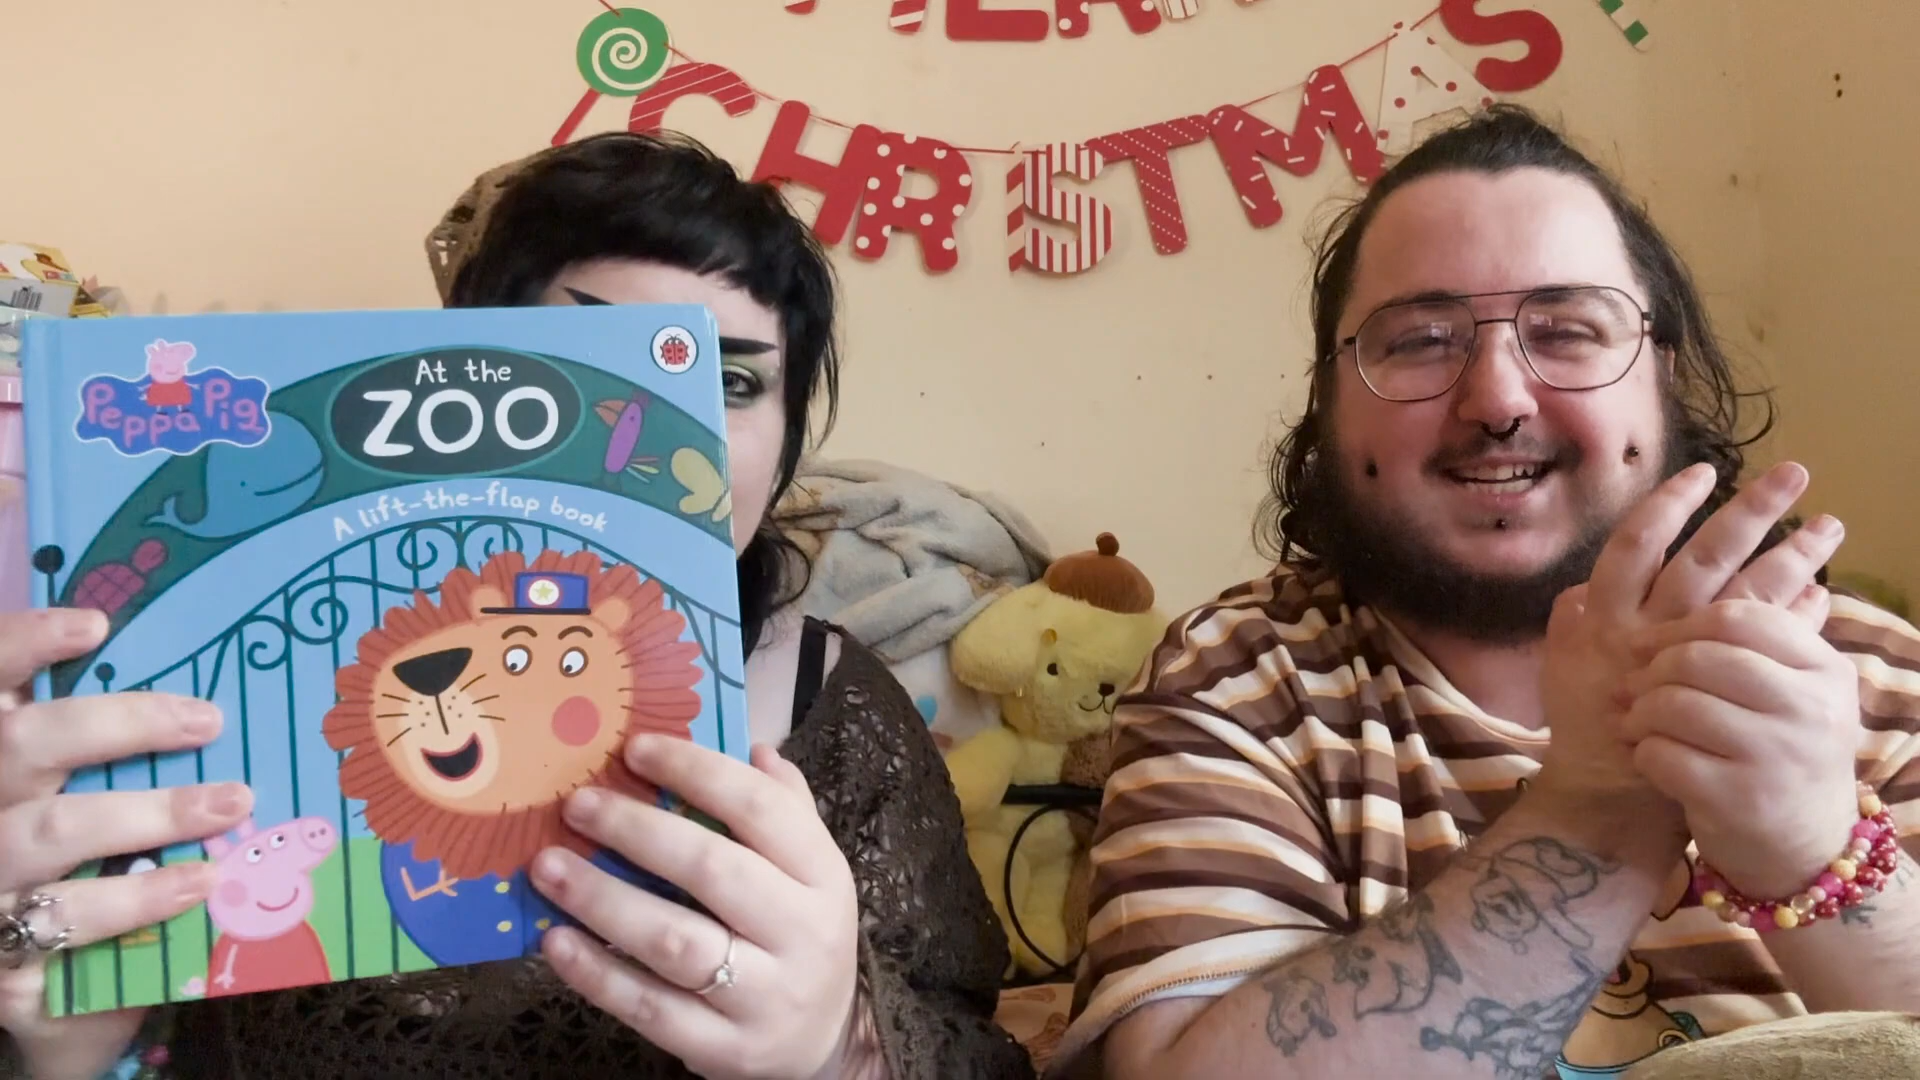 CHRISTMAS
Peppa Pig
At the
ZOO
A lift-the-flap book